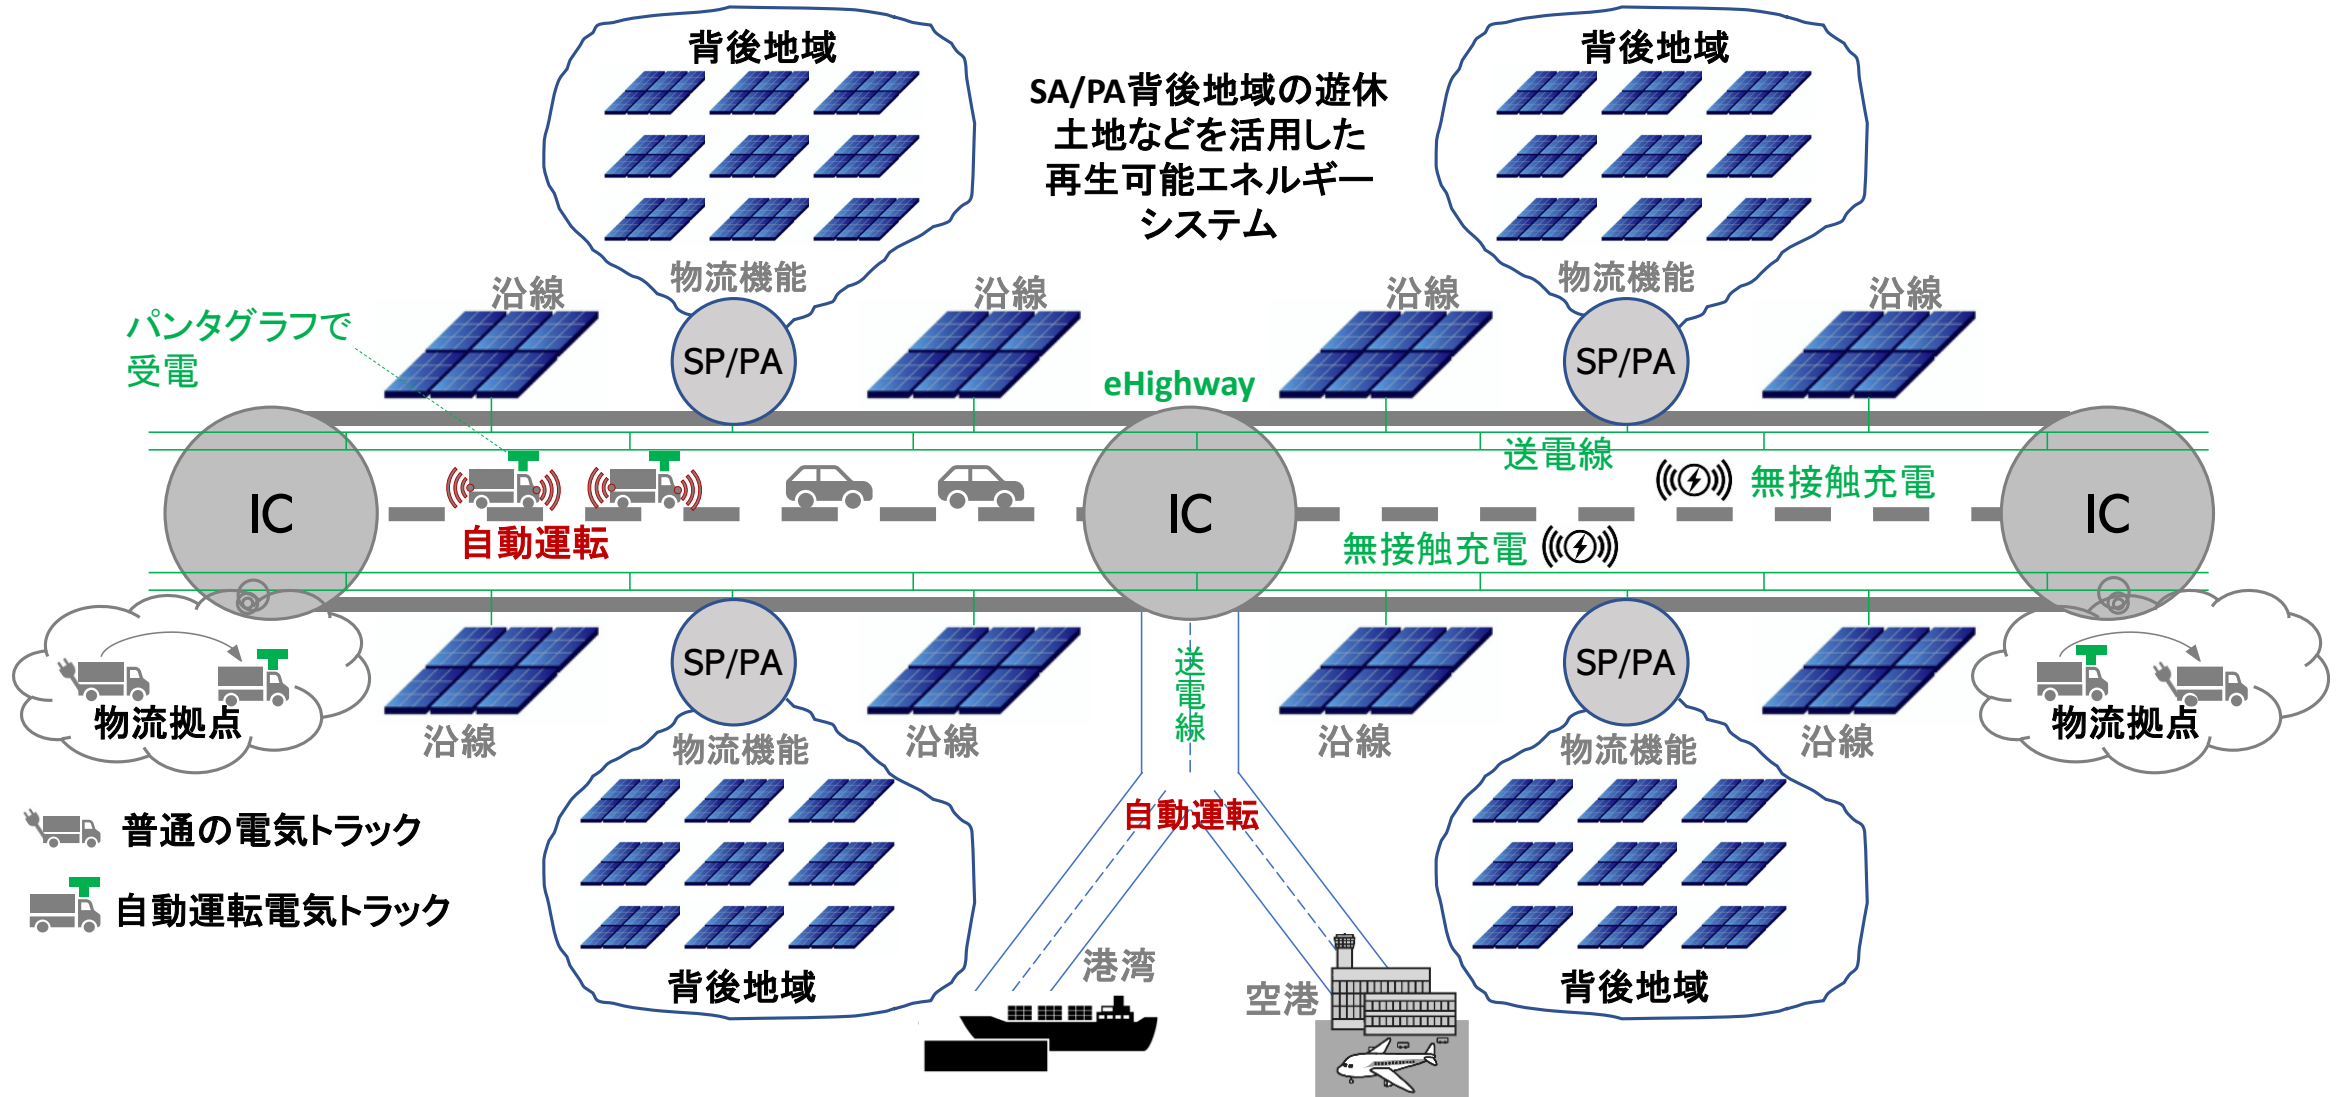 背後地域
背後地域
SA/PA背後地域の遊休
土地などを活用した
再生可能エネルギー
システム
物流機能
物流機能
沿線
沿線
沿線
沿線
パンタグラフで
受電
SP/PA
SP/PA
eHighway
送電線
無接触充電
IC
IC
IC
自動運転
無接触充電
SP/PA
SP/PA
送電線
物流拠点
物流拠点
沿線
沿線
沿線
沿線
物流機能
物流機能
自動運転
普通の電気トラック
自動運転電気トラック
港湾
空港
背後地域
背後地域